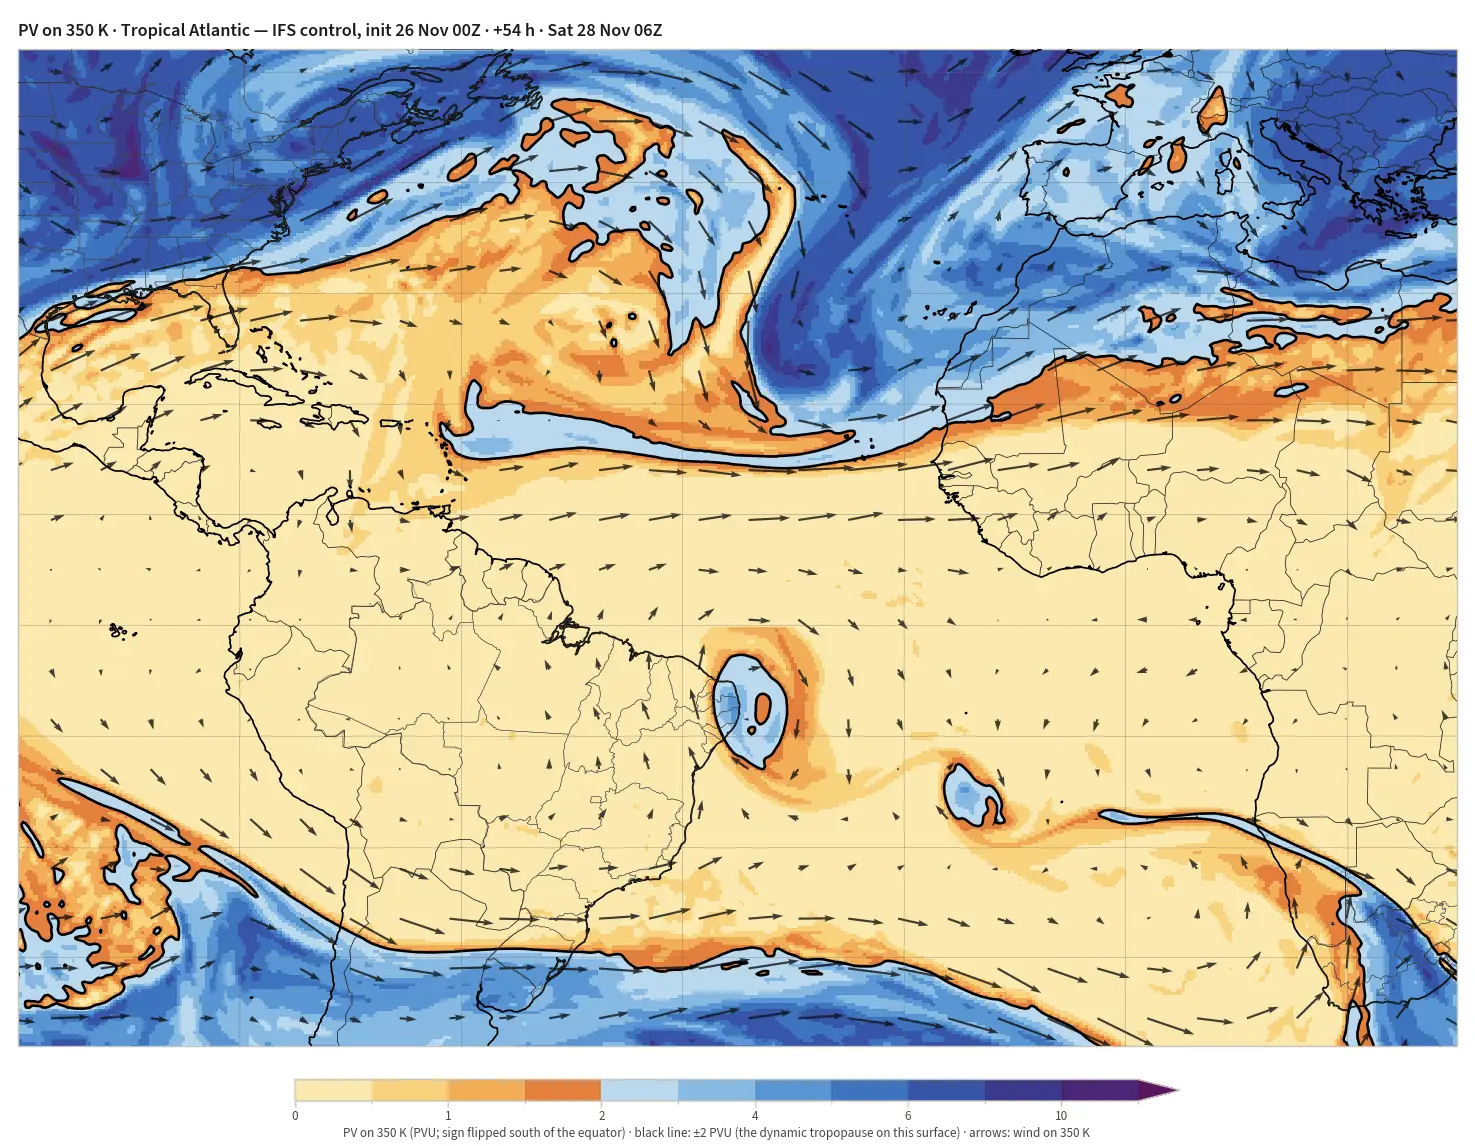 PV on 350 K · Tropical Atlantic — IFS control, init 26 Nov 00Z · +54 h · Sat 28 Nov 06Z
0 1 2 4 6 10
PV on 350 K (PVU; sign flipped south of the equator) · black line: ±2 PVU (the dynamic tropopause on this surface) · arrows: wind on 350 K